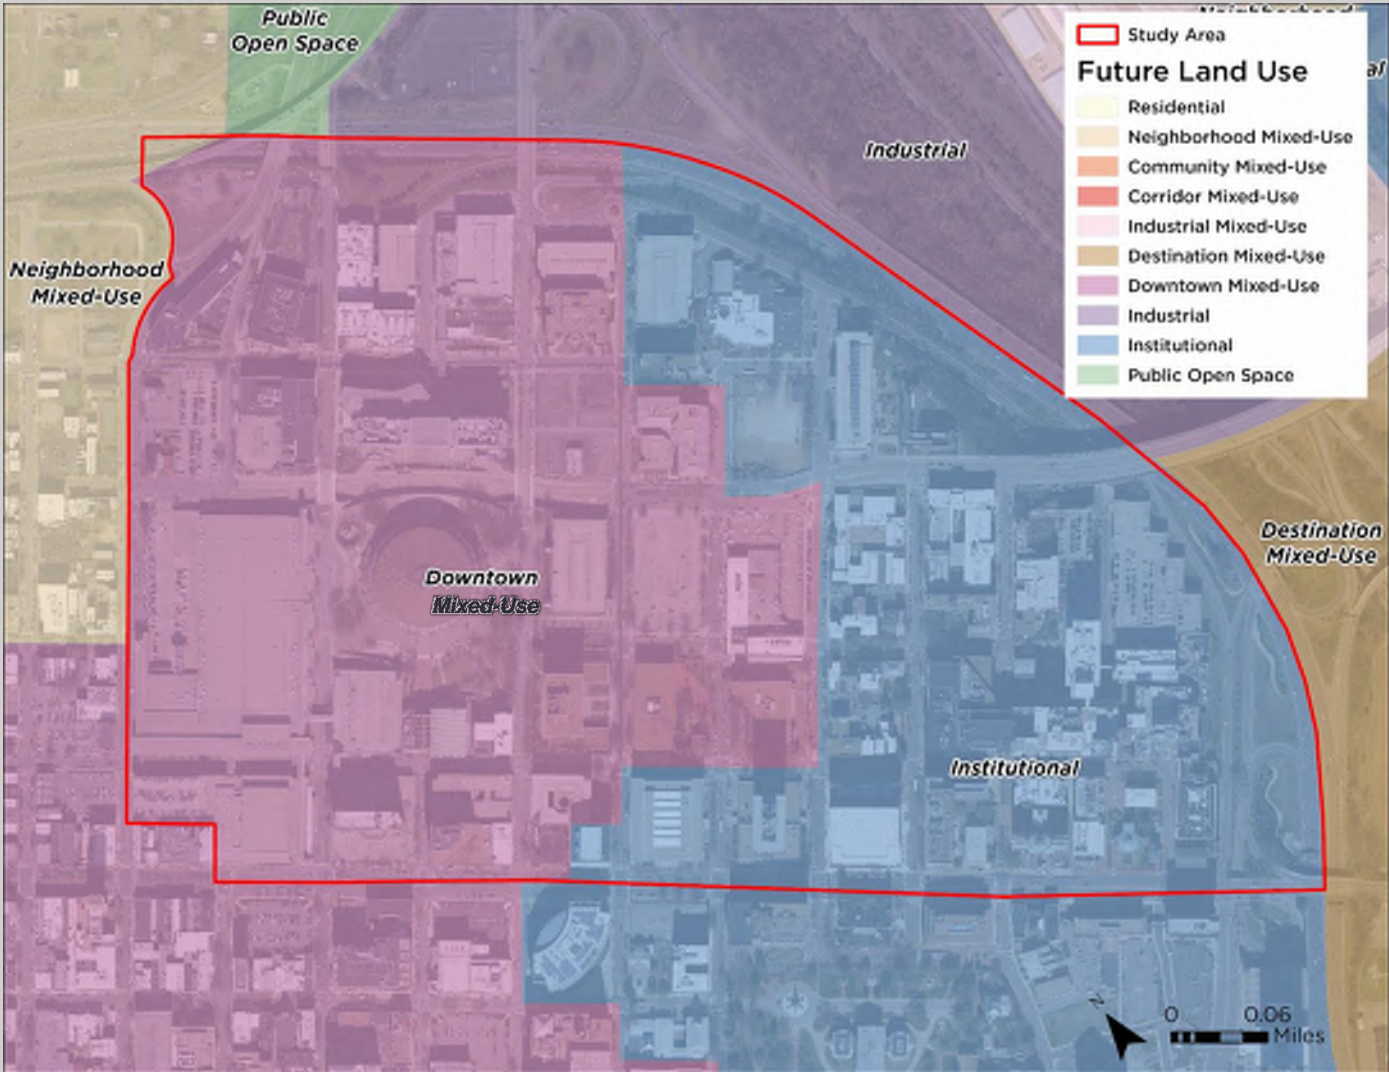 Public
Open Space
Neighborhood
al
Study Area
Future Land Use
Residential
Neighborhood Mixed-Use
Community Mixed-Use
Corridor Mixed-Use
Industrial Mixed-Use
Destination Mixed-Use
Downtown Mixed-Use
Industrial
Institutional
Public Open Space
Industrial
Neighborhood
Mixed-Use
Destination
Mixed-Use
Downtown
Mixed-Use
Institutional
N
0 0.06
Miles